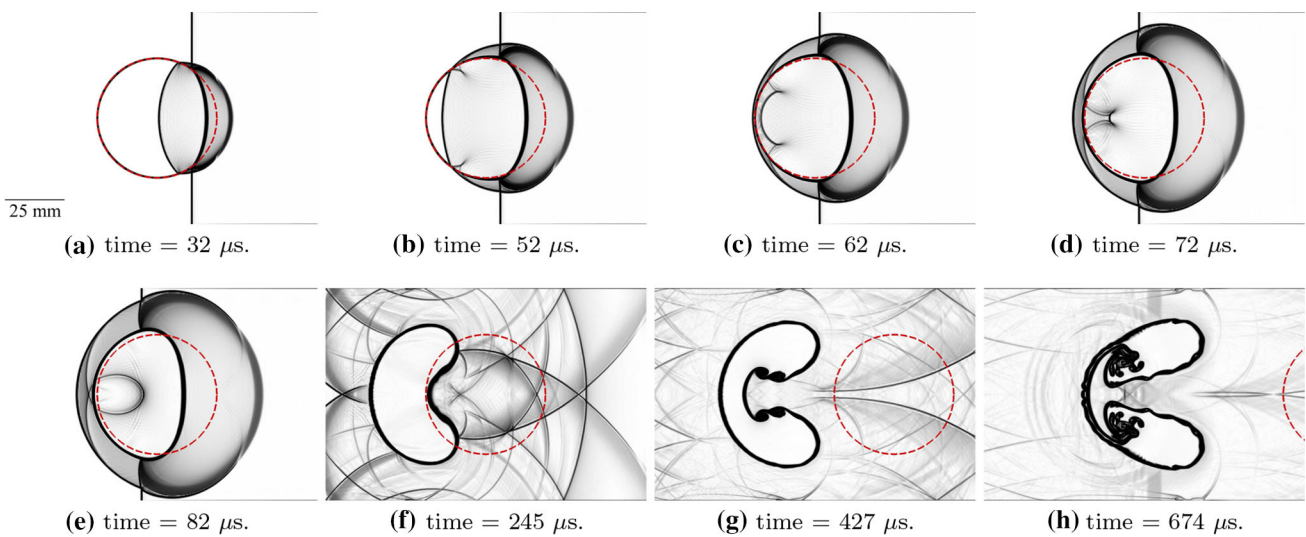 25 mm
(a) time = 32 μs.
(b) time = 52 μs.
(c) time = 62 μs.
(d) time = 72 μs.
(e) time = 82 μs.
(f) time = 245 μs.
(g) time = 427 μs.
(h) time = 674 μs.